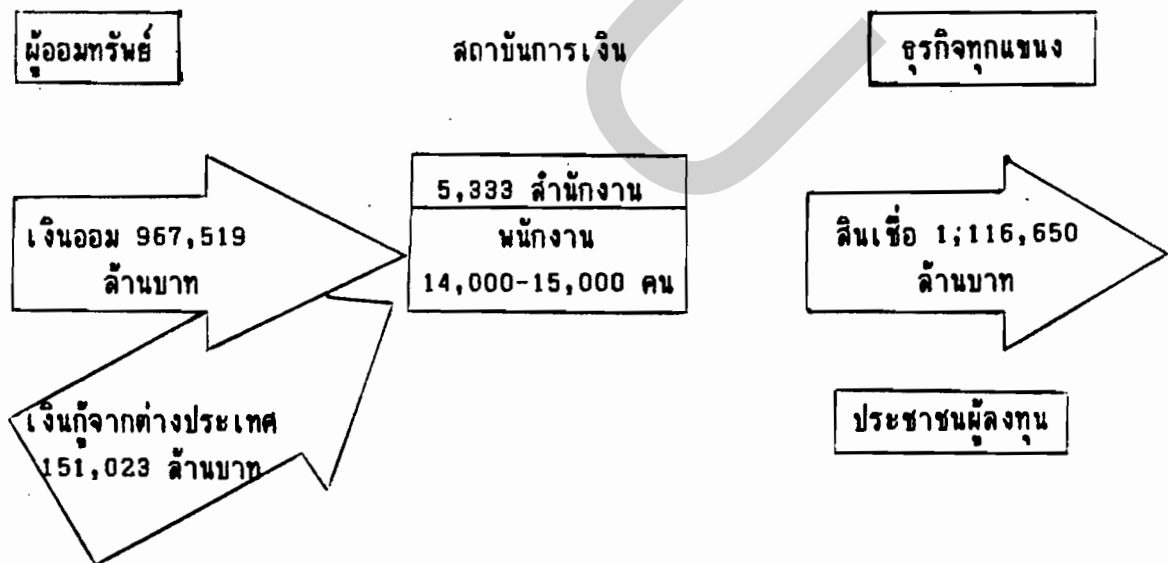 ผู้ออมทรัพย์
สถาบันการเงิน
ธุรกิจทุกแขนง
5,333 สำนักงาน
พนักงาน
14,000-15,000 คน
เงินออม 967,519
ล้านบาท
สินเชื่อ 1,116,650
ล้านบาท
เงินกู้จากต่างประเทศ
151,023 ล้านบาท
ประชาชนผู้ลงทุน